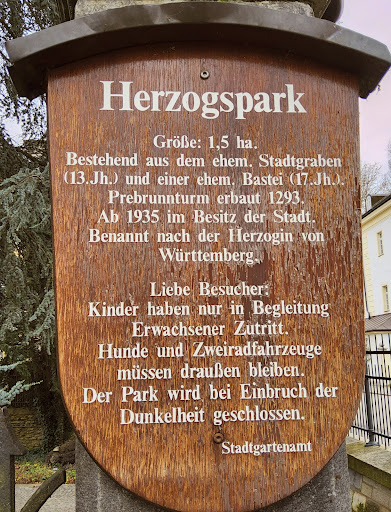 Herzogspark
Größe: 1,5 ha.
Bestehend aus dem ehem. Stadtgraben
(13.Jh.) und einer ehem. Bastei (17.Jh.).
Prebrunnturm erbaut 1293.
Ab 1935 im Besitz der Stadt.
Benannt nach der Herzogin von
Württemberg.
Liebe Besucher:
Kinder haben nur in Begleitung
Erwachsener Zutritt.
Hunde und Zweiradfahrzeuge
müssen draußen bleiben.
Der Park wird bei Einbruch der
Dunkelheit geschlossen.
Stadtgartenamt